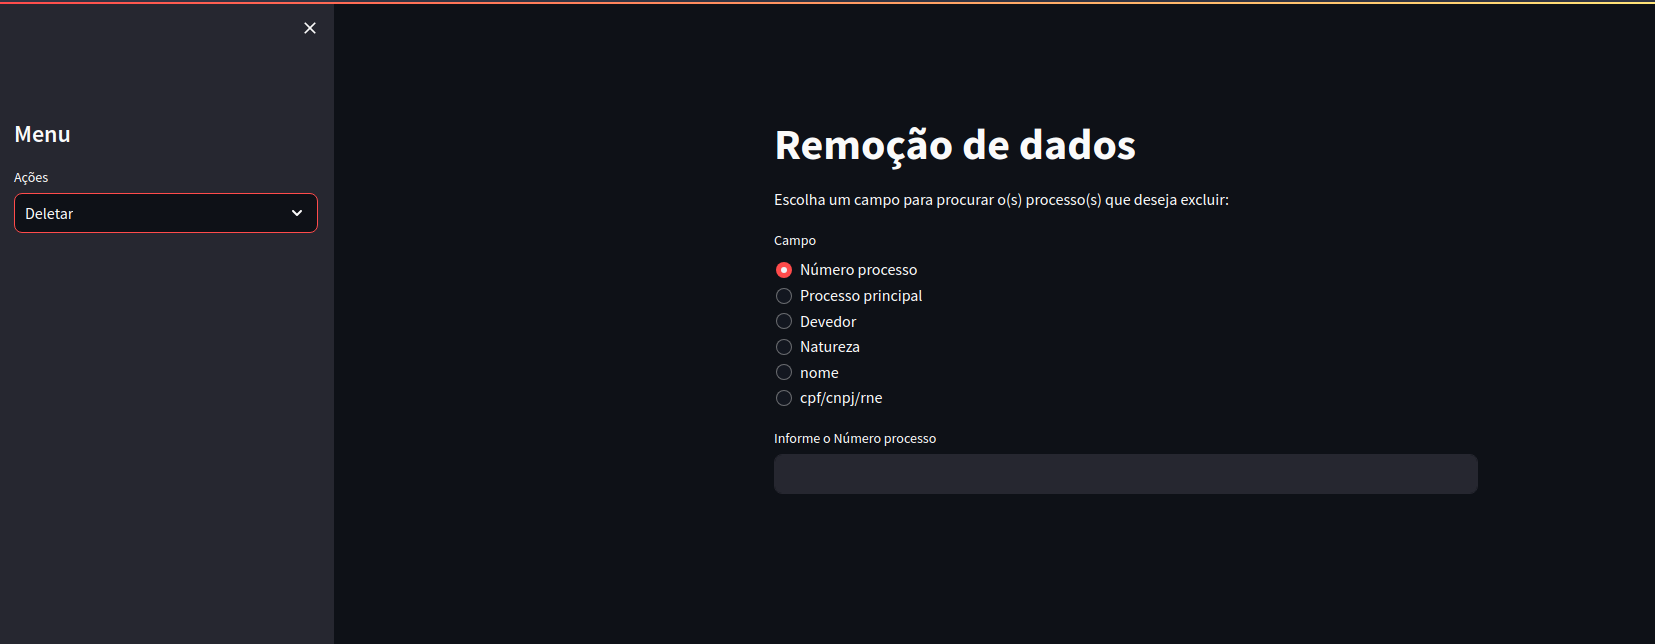 Menu
Ações
Deletar
Remoção de dados
Escolha um campo para procurar o(s) processo(s) que deseja excluir:
Campo
Número processo
Processo principal
Devedor
Natureza
nome
cpf/cnpj/rne
Informe o Número processo